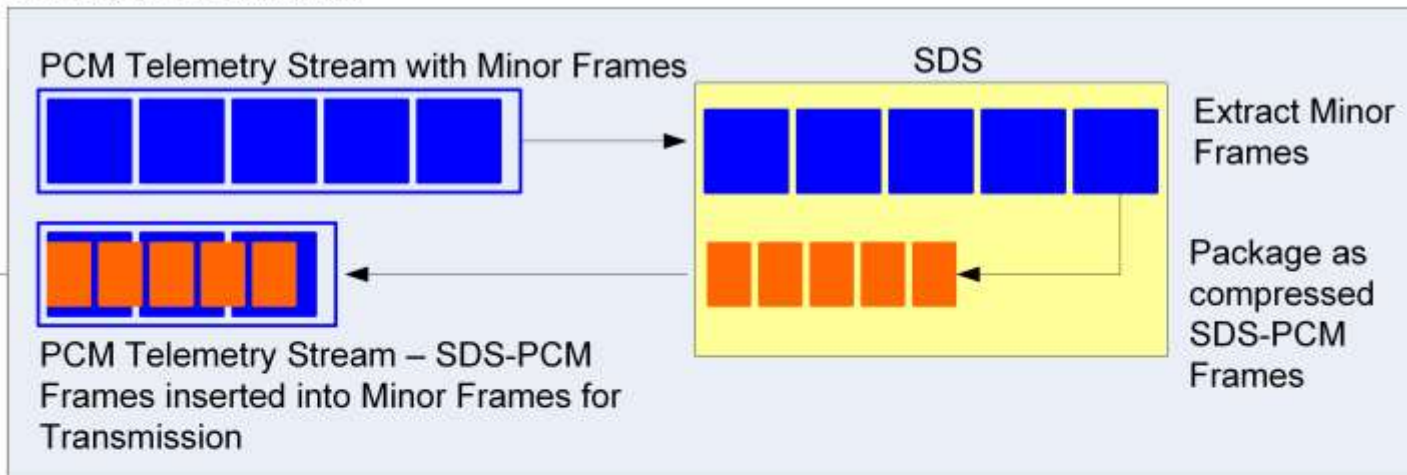 PCM Telemetry Stream with Minor Frames
SDS
Extract Minor
Frames
Package as
compressed
SDS-PCM
Frames
PCM Telemetry Stream – SDS-PCM
Frames inserted into Minor Frames for
Transmission